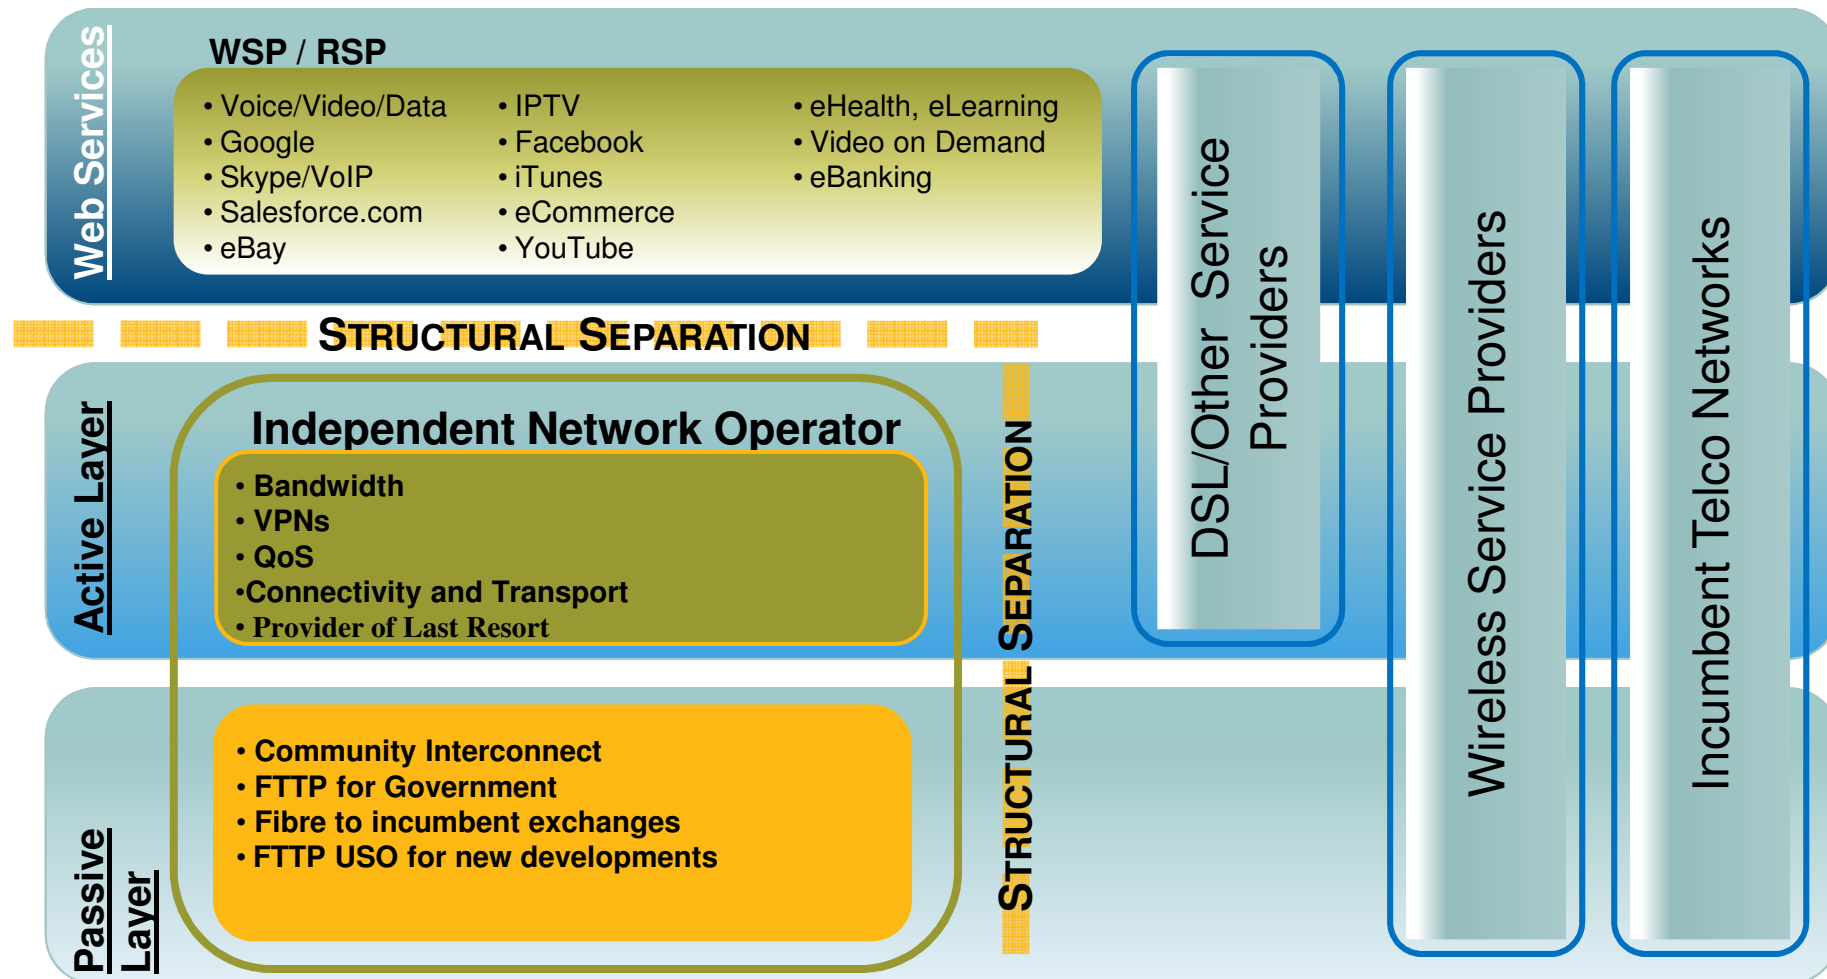 Web Services
WSP / RSP
• Voice/Video/Data
• Google
• Skype/VoIP
• Salesforce.com
• eBay
• IPTV
• Facebook
• iTunes
• eCommerce
• YouTube
• eHealth, eLearning
• Video on Demand
• eBanking
STRUCTURAL SEPARATION
Active Layer
Independent Network Operator
• Bandwidth
• VPNs
• QoS
•Connectivity and Transport
• Provider of Last Resort
Passive
Layer
• Community Interconnect
• FTTP for Government
• Fibre to incumbent exchanges
• FTTP USO for new developments
STRUCTURAL SEPARATION
DSL/Other Service
Providers
Wireless Service Providers
Incumbent Telco Networks